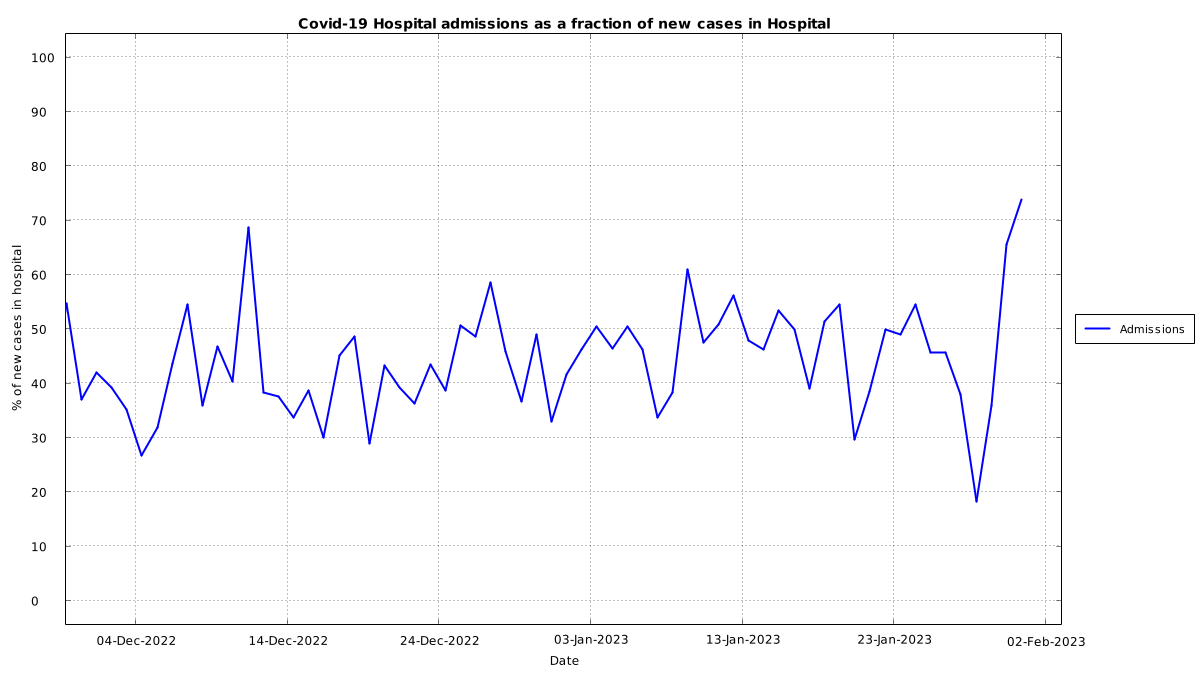 Covid-19 Hospital admissions as a fraction of new cases in Hospital
100
90
80
70
60
50
40
30
20
10
0
% of new cases in hospital
04-Dec-2022 14-Dec-2022 24-Dec-2022 03-Jan-2023 13-Jan-2023 23-Jan-2023 02-Feb-2023
Date
Admissions